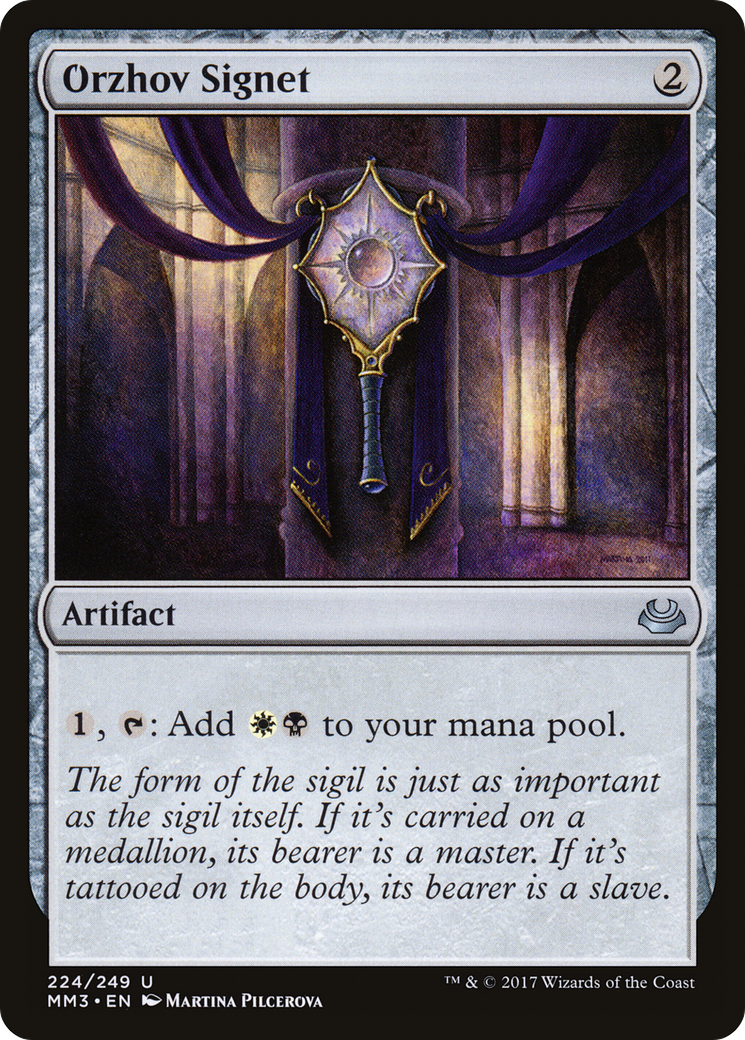 Orzhov Signet 2
Artifact
1, : Add to your mana pool.
The form of the sigil is just as important
as the sigil itself. If it's carried on a
medallion, its bearer is a master. If it's
tattooed on the body, its bearer is a slave.
224/249 U
™ & © 2017 Wizards of the Coast
MM3 • EN Martina Pilcerova